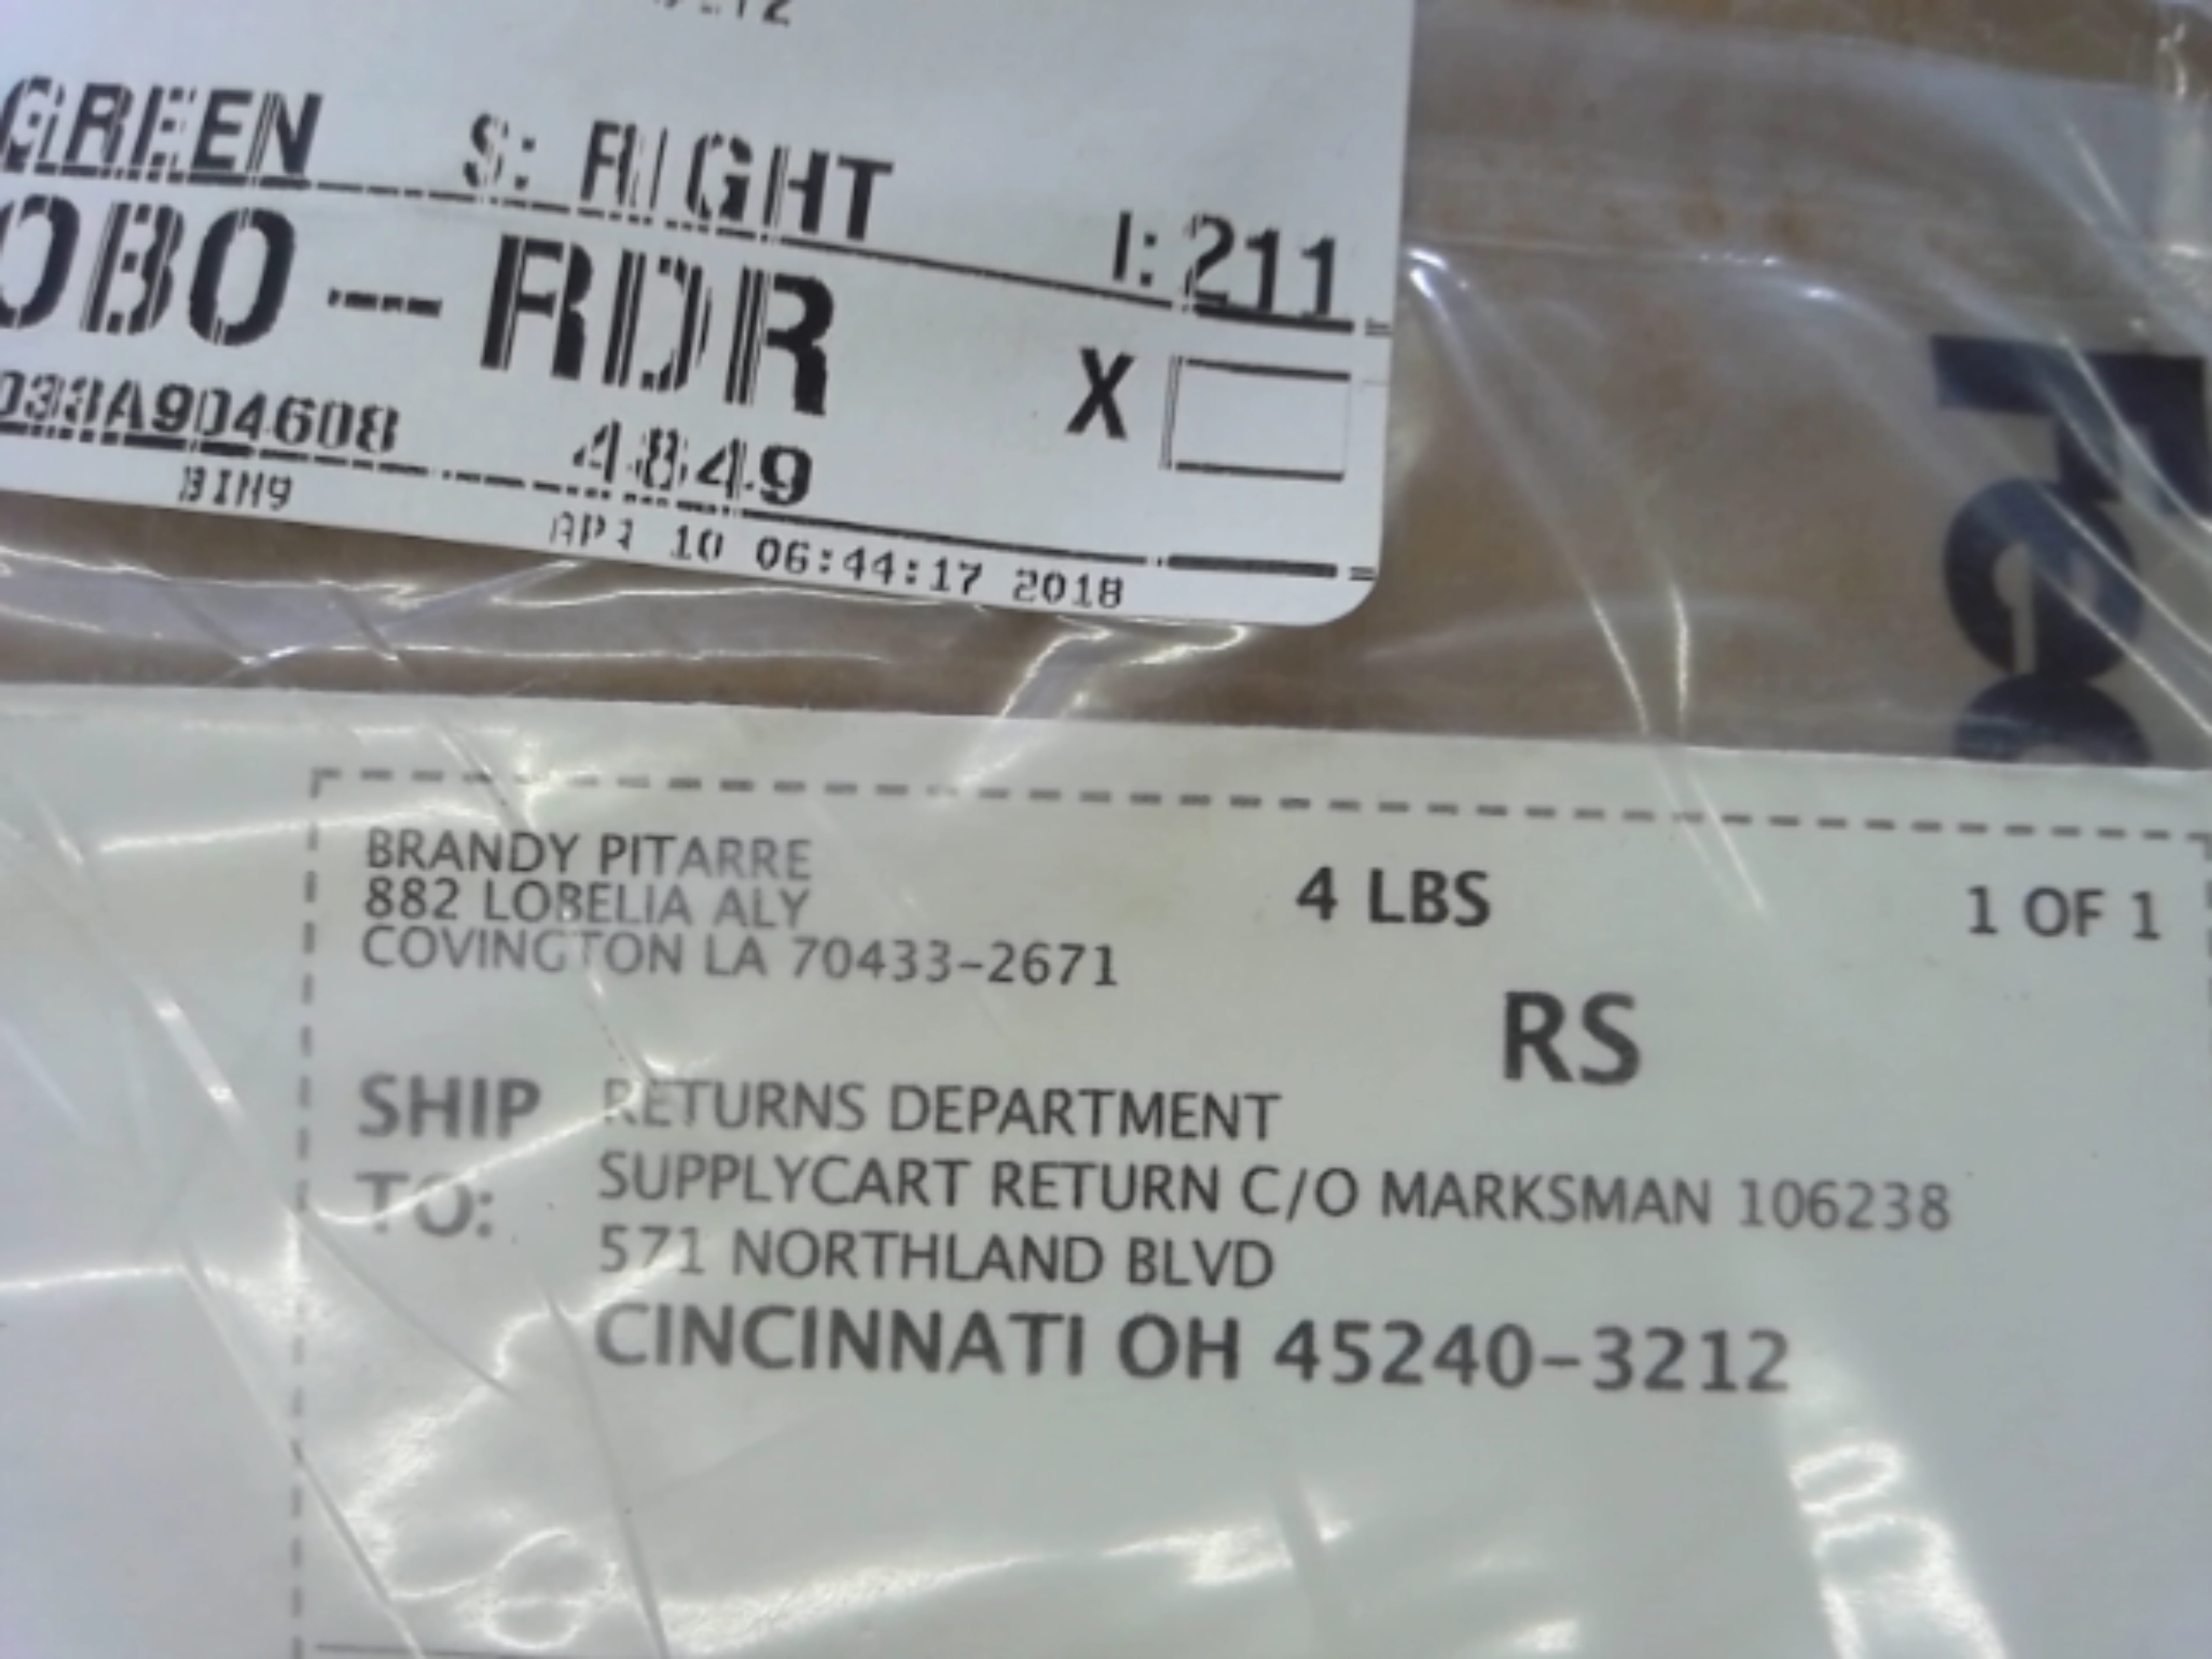 GREEN S: RIGHT I: 211
OBO-RDR X
033A904608 4849
BIN9
APR 10 06:44:17 2018
BRANDY PITARRE
882 LOBELIA ALY
COVINGTON LA 70433-2671
4 LBS
1 OF 1
RS
SHIP TO:
RETURNS DEPARTMENT
SUPPLYCART RETURN C/O MARKSMAN 106238
571 NORTHLAND BLVD
CINCINNATI OH 45240-3212